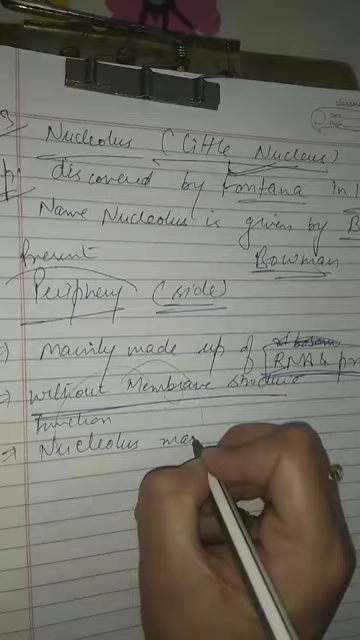 Nucleolus (Little Nucleus)
discovered by Fontana In
Name Nucleolus is given by B
Present Bowman
Periphery (side)
=) Mainly made up of [RNA &
=) without Membrane structure
Function
=) Nucleolus ma